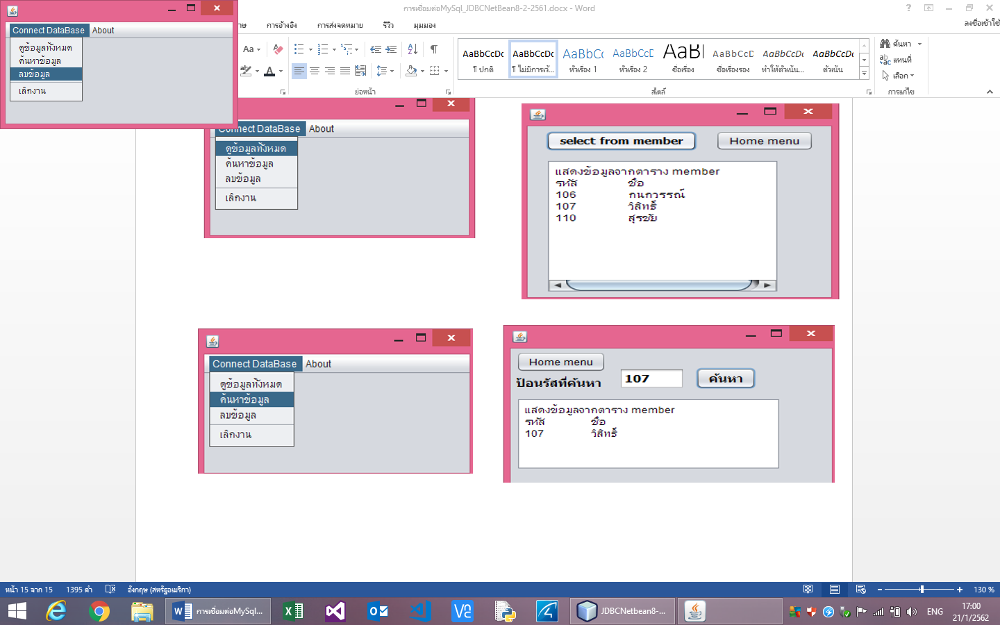 การเชื่อมต่อMySql_JDBCNetBean8-2-2561.docx - Word
Connect DataBase About
ดูข้อมูลทั้งหมด
ค้นหาข้อมูล
ลบข้อมูล
เลิกงาน
การอ้างอิง การส่งจดหมาย รีวิว มุมมอง
ลงชื่อเข้าใช้
Aa
AaBbCcDc AaBbCcDc AaBbCc AaBbCcD AaBl AaBbCcD AaBbCcDc AaBbCcDc
¶ ปกติ ¶ ไม่มีการเว้... หัวเรื่อง 1 หัวเรื่อง 2 ชื่อเรื่อง ชื่อเรื่องรอง ทำให้ตัวเน้น... ตัวเน้น
ค้นหา
แทนที่
เลือก
ย่อหน้า สไตล์ การแก้ไข
Connect DataBase About
ดูข้อมูลทั้งหมด
ค้นหาข้อมูล
ลบข้อมูล
เลิกงาน
select from member Home menu
แสดงข้อมูลจากตาราง member
รหัส ชื่อ
106 กนกวรรณ์
107 วิสิทธิ์
110 สุรชัย
Connect DataBase About
ดูข้อมูลทั้งหมด
ค้นหาข้อมูล
ลบข้อมูล
เลิกงาน
Home menu
ป้อนรัสที่ค้นหา 107 ค้นหา
แสดงข้อมูลจากตาราง member
รหัส ชื่อ
107 วิสิทธิ์
หน้า 15 จาก 15 1395 คำ อังกฤษ (สหรัฐอเมริกา) 130 %
การเชื่อมต่อMySql... JDBCNetbean8-... ENG 17:00
21/1/2562